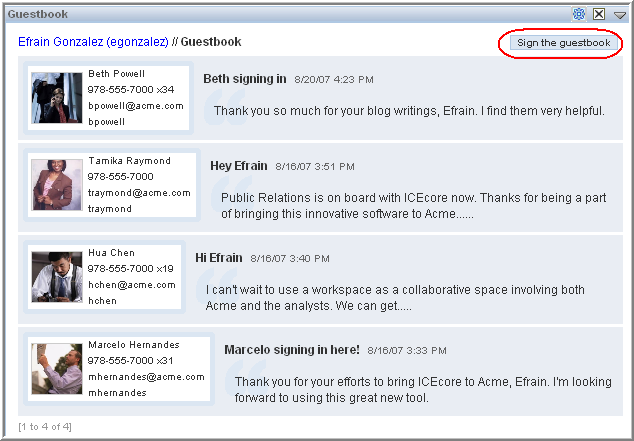 Guestbook
Efrain Gonzalez (egonzalez) // Guestbook
Sign the guestbook
Beth Powell
978-555-7000 x34
bpowell@acme.com
bpowell
Beth signing in 8/20/07 4:23 PM
Thank you so much for your blog writings, Efrain. I find them very helpful.
Tamika Raymond
978-555-7000
traymond@acme.com
traymond
Hey Efrain 8/16/07 3:51 PM
Public Relations is on board with ICEcore now. Thanks for being a part
of bringing this innovative software to Acme......
Hua Chen
978-555-7000 x19
hchen@acme.com
hchen
Hi Efrain 8/16/07 3:40 PM
I can't wait to use a workspace as a collaborative space involving both
Acme and the analysts. We can get.....
Marcelo Hernandes
978-555-7000 x31
mhernandes@acme.com
mhernandes
Marcelo signing in here! 8/16/07 3:33 PM
Thank you for your efforts to bring ICEcore to Acme, Efrain. I'm looking
forward to using this great new tool.
[1 to 4 of 4]